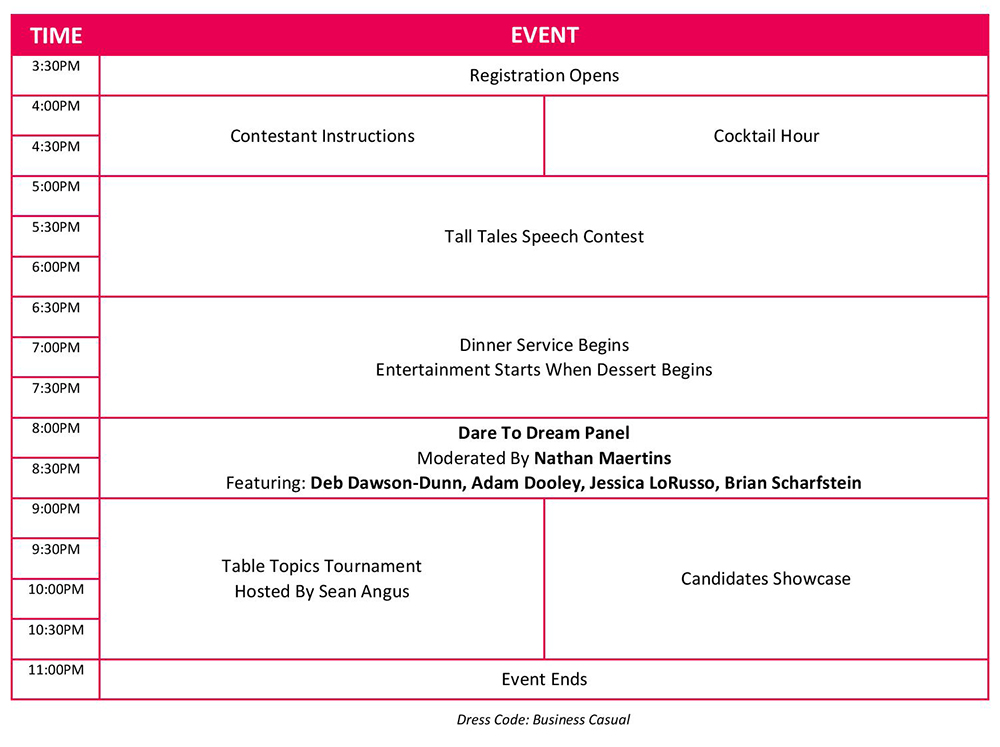 TIME EVENT
3:30PM Registration Opens
4:00PM
Contestant Instructions Cocktail Hour
4:30PM
5:00PM
5:30PM
Tall Tales Speech Contest
6:00PM
6:30PM
7:00PM
Dinner Service Begins
Entertainment Starts When Dessert Begins
7:30PM
8:00PM
Dare To Dream Panel
Moderated By Nathan Maertins
8:30PM
Featuring: Deb Dawson-Dunn, Adam Dooley, Jessica LoRusso, Brian Scharfstein
9:00PM
9:30PM
Table Topics Tournament
Hosted By Sean Angus
Candidates Showcase
10:00PM
10:30PM
11:00PM Event Ends
Dress Code: Business Casual